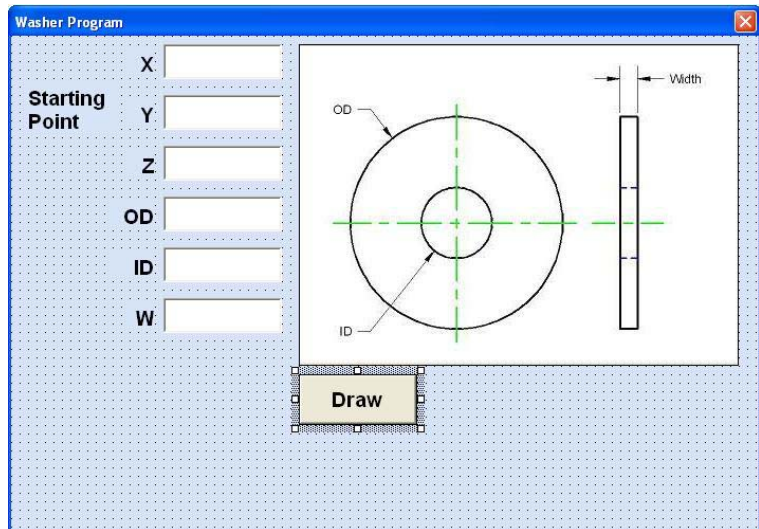 Washer Program
X
Starting
Point
Y
Z
OD
ID
W
OD
Width
ID
Draw